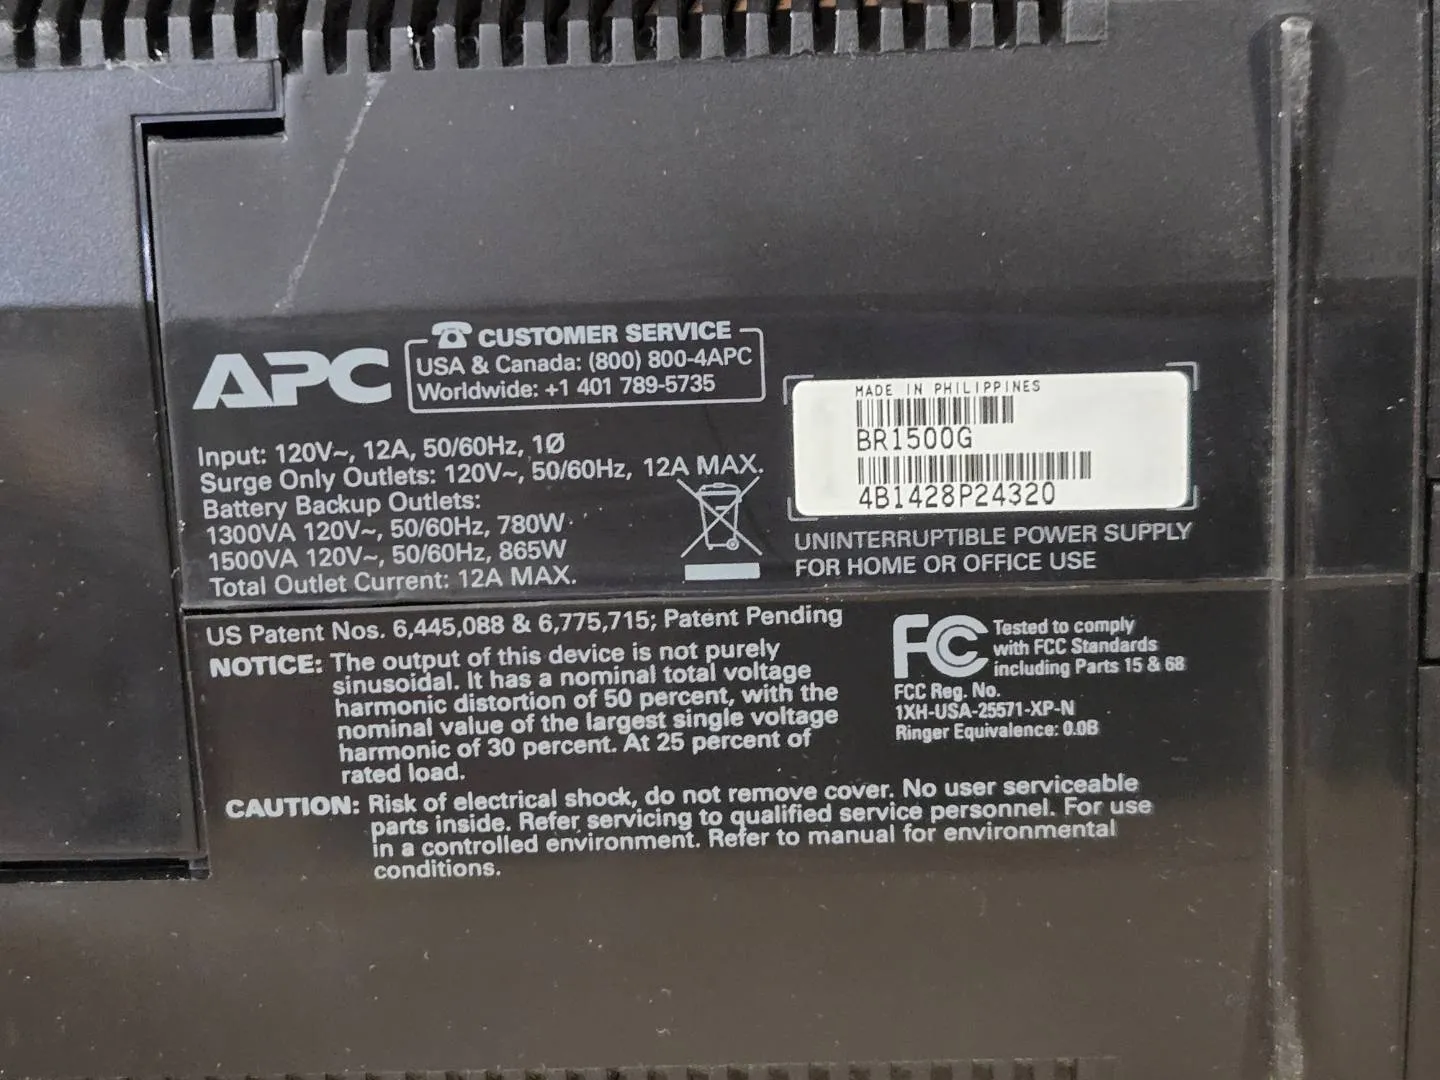 APC
☎ CUSTOMER SERVICE
USA & Canada: (800) 800-4APC
Worldwide: +1 401 789-5735
Input: 120V~, 12A, 50/60Hz, 1Ø
Surge Only Outlets: 120V~, 50/60Hz, 12A MAX.
Battery Backup Outlets:
1300VA 120V~, 50/60Hz, 780W
1500VA 120V~, 50/60Hz, 865W
Total Outlet Current: 12A MAX.
MADE IN PHILIPPINES
BR1500G
4B1428P24320
UNINTERRUPTIBLE POWER SUPPLY
FOR HOME OR OFFICE USE
US Patent Nos. 6,445,088 & 6,775,715; Patent Pending
NOTICE: The output of this device is not purely
sinusoidal. It has a nominal total voltage
harmonic distortion of 50 percent, with the
nominal value of the largest single voltage
harmonic of 30 percent. At 25 percent of
rated load.
FC Tested to comply
with FCC Standards
including Parts 15 & 68
FCC Reg. No.
1XH-USA-25571-XP-N
Ringer Equivalence: 0.0B
CAUTION: Risk of electrical shock, do not remove cover. No user serviceable
parts inside. Refer servicing to qualified service personnel. For use
in a controlled environment. Refer to manual for environmental
conditions.